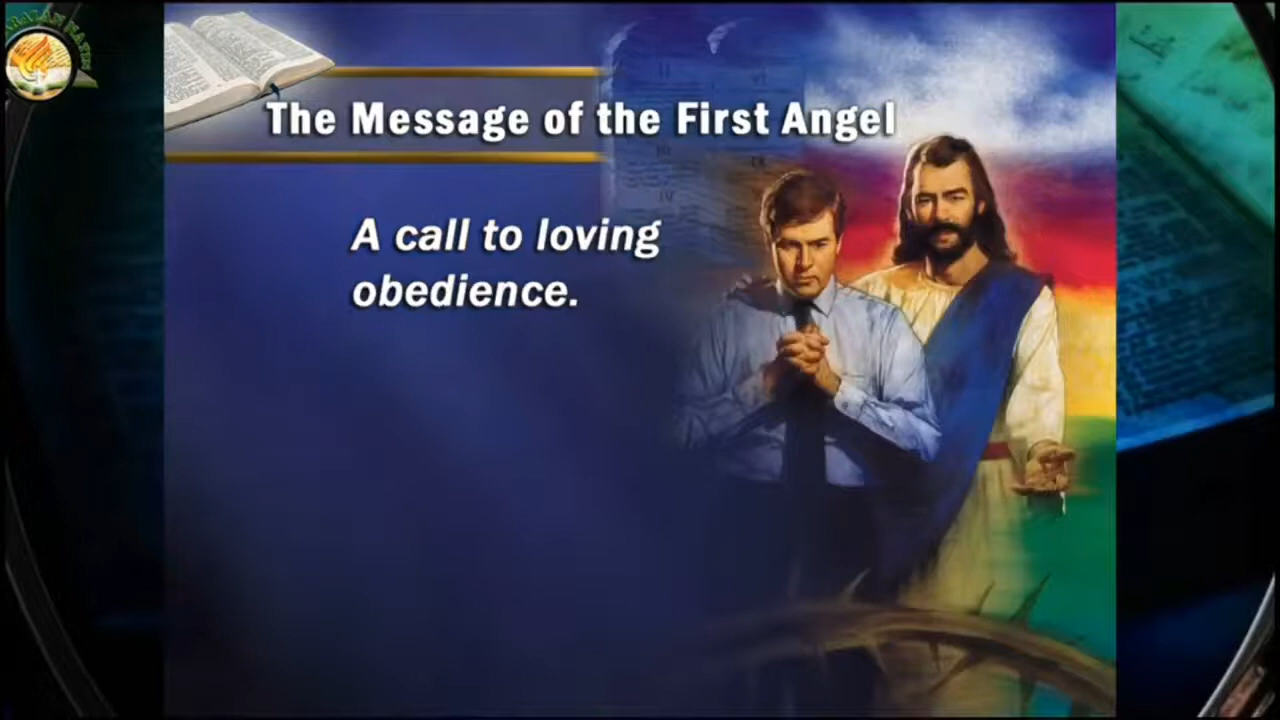 The Message of the First Angel
A call to loving
obedience.